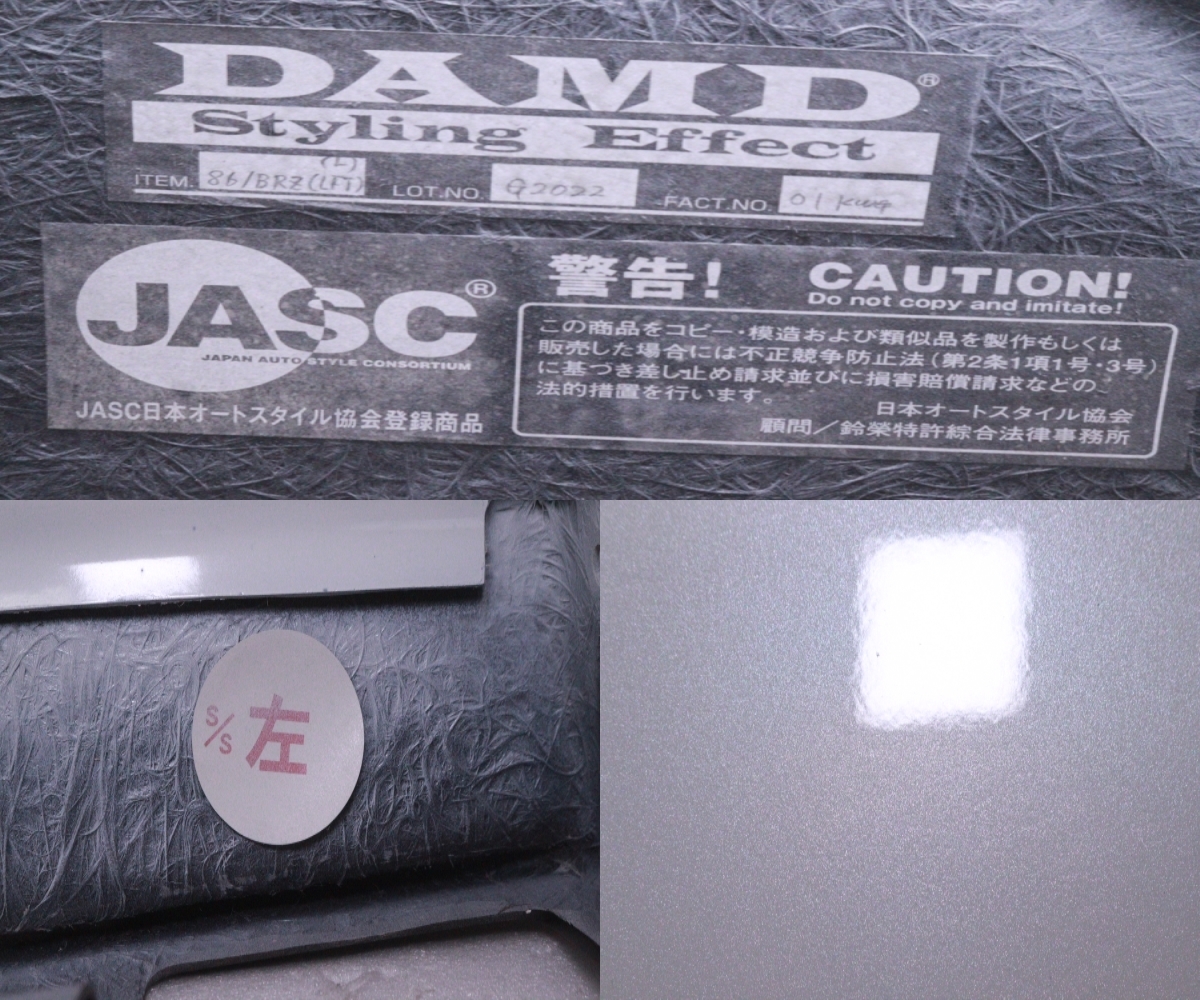 DAMD®
Styling Effect
(L)
ITEM. 86/BRZ(LFT) LOT.NO. G2022 FACT.NO. 01
JASC®
JAPAN AUTO STYLE CONSORTIUM
JASC日本オートスタイル協会登録商品
警告! CAUTION!
Do not copy and imitate!
この商品をコピー・模造および類似品を製作もしくは
販売した場合には不正競争防止法(第2条1項1号・3号)
に基づき差し止め請求並びに損害賠償請求などの
法的措置を行います。
日本オートスタイル協会
顧問/鈴榮特許綜合法律事務所
S/S 左